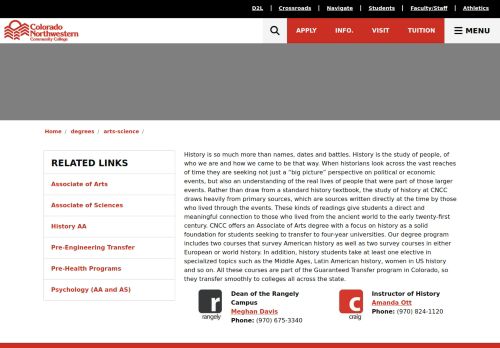 D2L | Crossroads | Navigate | Students | Faculty/Staff | Athletics
Colorado
Northwestern
Community College
APPLY INFO. VISIT TUITION MENU
Home / degrees / arts-science /
RELATED LINKS
Associate of Arts
Associate of Sciences
History AA
Pre-Engineering Transfer
Pre-Health Programs
Psychology (AA and AS)
History is so much more than names, dates and battles. History is the study of people, of
who we are and how we came to be that way. When historians look across the vast reaches
of time they are seeking not just a "big picture" perspective on political or economic
events, but also an understanding of the real lives of people that were part of those larger
events. Rather than draw from a standard history textbook, the study of history at CNCC
draws heavily from primary sources, which are sources written directly at the time by those
who lived through the events. These kinds of readings give students a direct and
meaningful connection to those who lived from the ancient world to the early twenty-first
century. CNCC offers an Associate of Arts degree with a focus on history as a solid
foundation for students seeking to transfer to four-year universities. Our degree program
includes two courses that survey American history as well as two survey courses in either
European or world history. In addition, history students take at least one elective in
specialized topics such as the Middle Ages, Latin American history, women in US history
and so on. All these courses are part of the Guaranteed Transfer program in Colorado, so
they transfer smoothly to colleges all across the state.
r
rangely
Dean of the Rangely
Campus
Meghan Davis
Phone: (970) 675-3340
c
craig
Instructor of History
Amanda Ott
Phone: (970) 824-1120